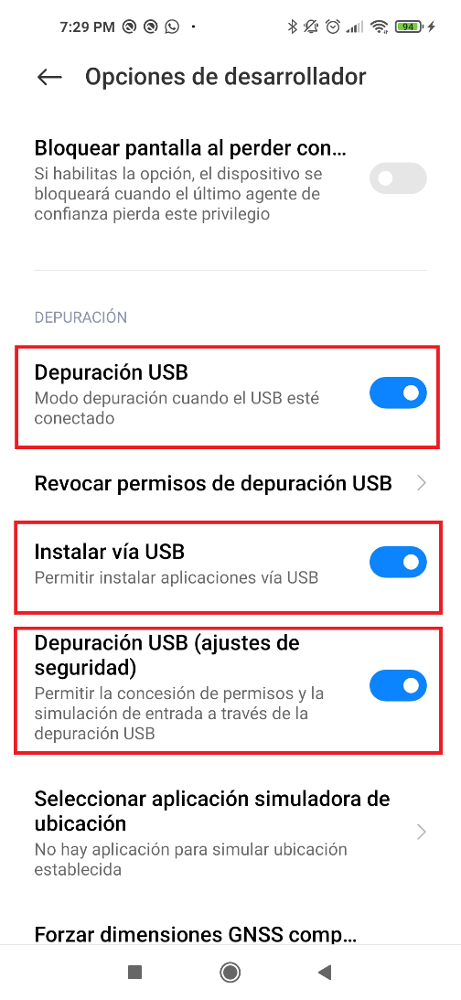 7:29 PM
94
Opciones de desarrollador
Bloquear pantalla al perder con...
Si habilitas la opción, el dispositivo se
bloqueará cuando el último agente de
confianza pierda este privilegio
DEPURACIÓN
Depuración USB
Modo depuración cuando el USB esté
conectado
Revocar permisos de depuración USB
Instalar vía USB
Permitir instalar aplicaciones vía USB
Depuración USB (ajustes de
seguridad)
Permitir la concesión de permisos y la
simulación de entrada a través de la
depuración USB
Seleccionar aplicación simuladora de
ubicación
No hay aplicación para simular ubicación
establecida
Forzar dimensiones GNSS comp...